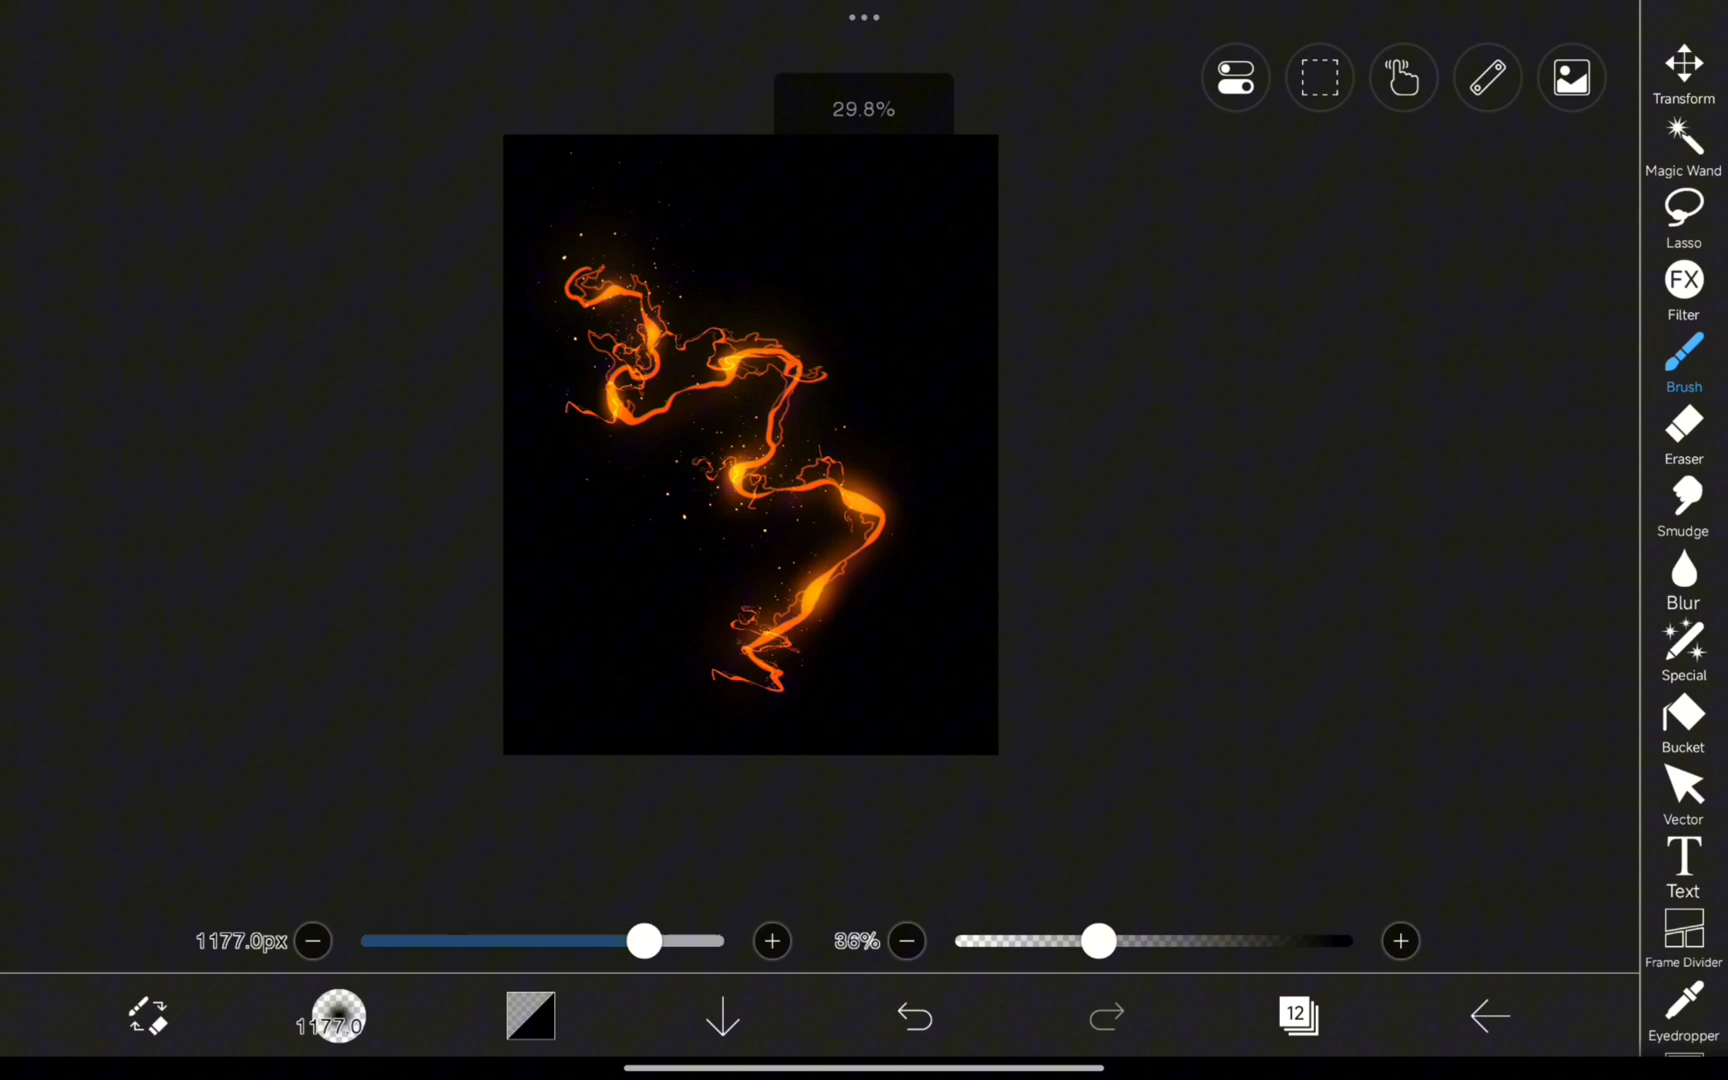 29.8%
Transform
Magic Wand
Lasso
FX
Filter
Brush
Eraser
Smudge
Blur
Special
Bucket
Vector
T
Text
Frame Divider
Eyedropper
1177.0px
36%
1177.0
12